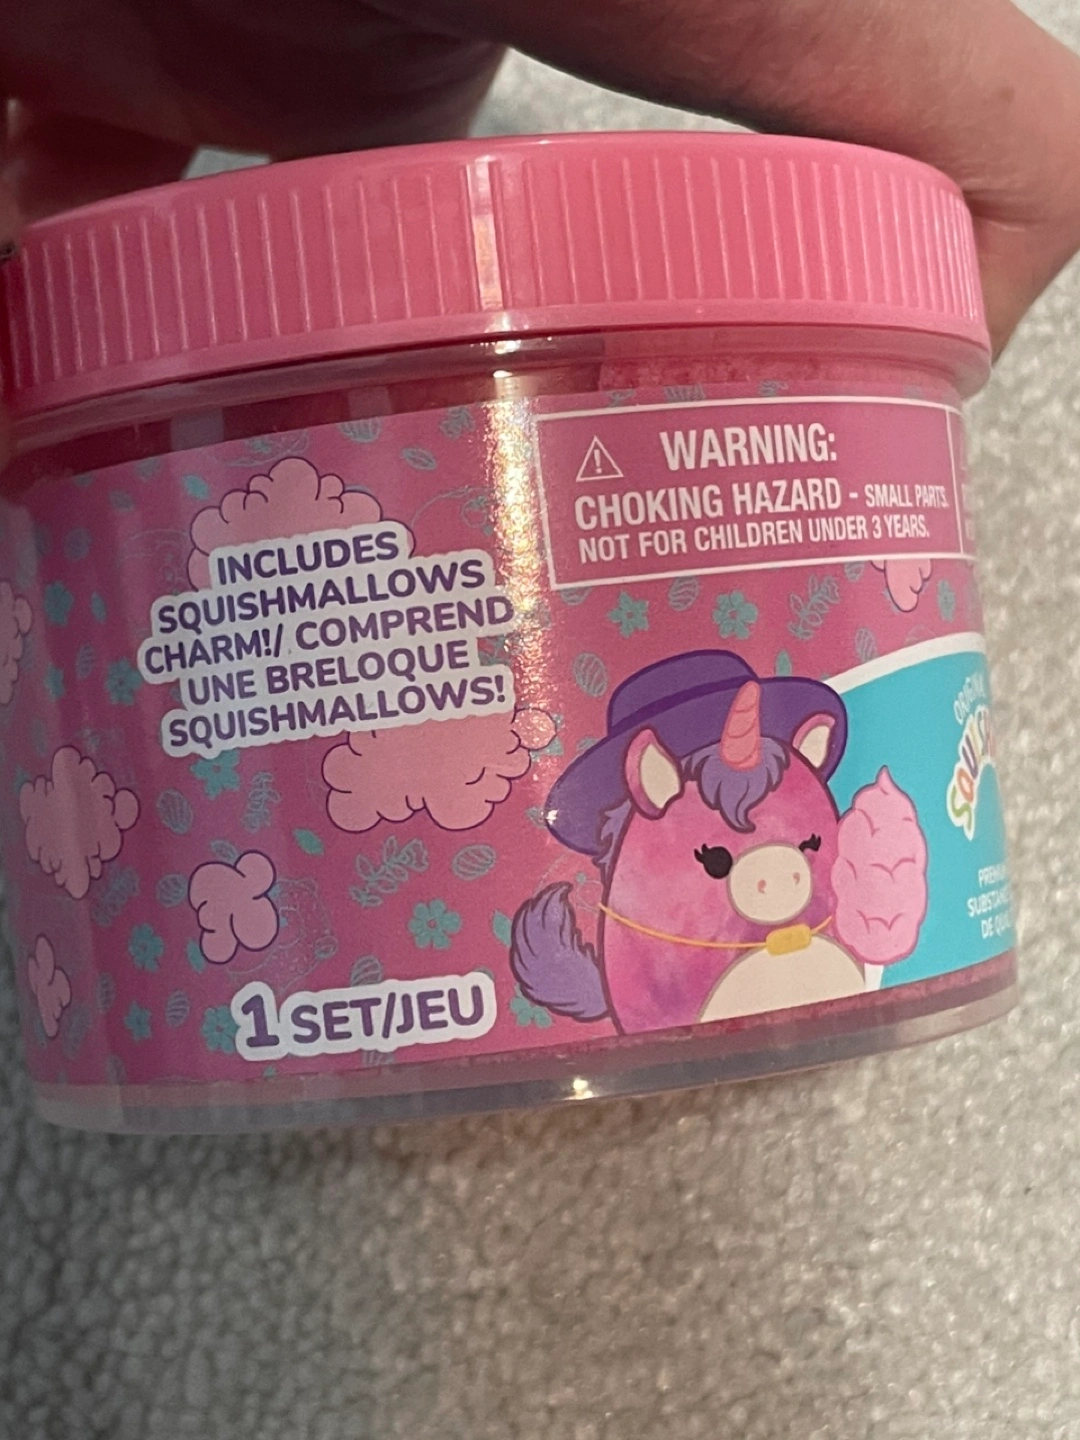 INCLUDES
SQUISHMALLOWS
CHARM!/ COMPREND
UNE BRELOQUE
SQUISHMALLOWS!
1 SET/JEU
WARNING:
CHOKING HAZARD - SMALL PARTS.
NOT FOR CHILDREN UNDER 3 YEARS.